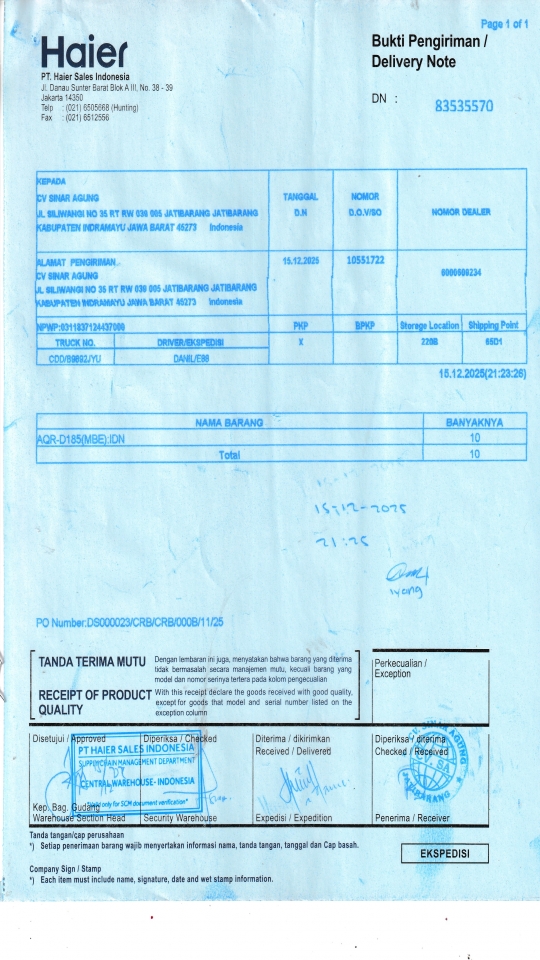 Page 1 of 1
Haier
Bukti Pengiriman /
Delivery Note
PT. Haier Sales Indonesia
Jl. Danau Sunter Barat Blok A III, No. 38 - 39
Jakarta 14350
Telp : (021) 6505668 (Hunting)
Fax : (021) 6512556
DN : 83535570
KEPADA
CV SINAR AGUNG
JL SILIWANGI NO 35 RT RW 030 005 JATIBARANG JATIBARANG
KABUPATEN INDRAMAYU JAWA BARAT 45273 Indonesia
TANGGAL
D.N
NOMOR
D.O.V/SO
NOMOR DEALER
ALAMAT PENGIRIMAN
CV SINAR AGUNG
JL SILIWANGI NO 35 RT RW 030 005 JATIBARANG JATIBARANG
KABUPATEN INDRAMAYU JAWA BARAT 45273 Indonesia
15.12.2025
10551722
NPWP:0311837124437000
PKP
BPKP
Storage Location
Shipping Point
TRUCK NO.
DRIVER/EKSPEDISI
X
220B
65D1
DANIL/E86
15.12.2025(21:23:26)
NAMA BARANG BANYAKNYA
AQR-D185(MBE):IDN 10
Total 10
15-12-2025
21:25
iyang
PO Number:DS000023/CRB/CRB/000B/11/25
TANDA TERIMA MUTU
Dengan lembaran ini juga, menyatakan bahwa barang yang diterima
tidak bermasalah secara manajemen mutu, kecuali barang yang
model dan nomor serinya tertera pada kolom pengecualian
RECEIPT OF PRODUCT
QUALITY
With this receipt declare the goods received with good quality,
except for goods that model and serial number listed on the
exception column
Perkecualian /
Exception
Disetujui / Approved
Diperiksa / Checked
Diterima / dikirimkan
Received / Delivered
Diperiksa / diterima
Checked / Received
PT HAIER SALES INDONESIA
SUPPLY CHAIN MANAGEMENT DEPARTMENT
CENTRAL WAREHOUSE- INDONESIA
only for SCM document verification*
Kep. Bag. Gudang
Warehouse Section Head
Security Warehouse
Expedisi / Expedition
Penerima / Receiver
Tanda tangan/cap perusahaan
*) Setiap penerimaan barang wajib menyertakan informasi nama, tanda tangan, tanggal dan Cap basah.
EKSPEDISI
Company Sign / Stamp
*) Each item must include name, signature, date and wet stamp information.